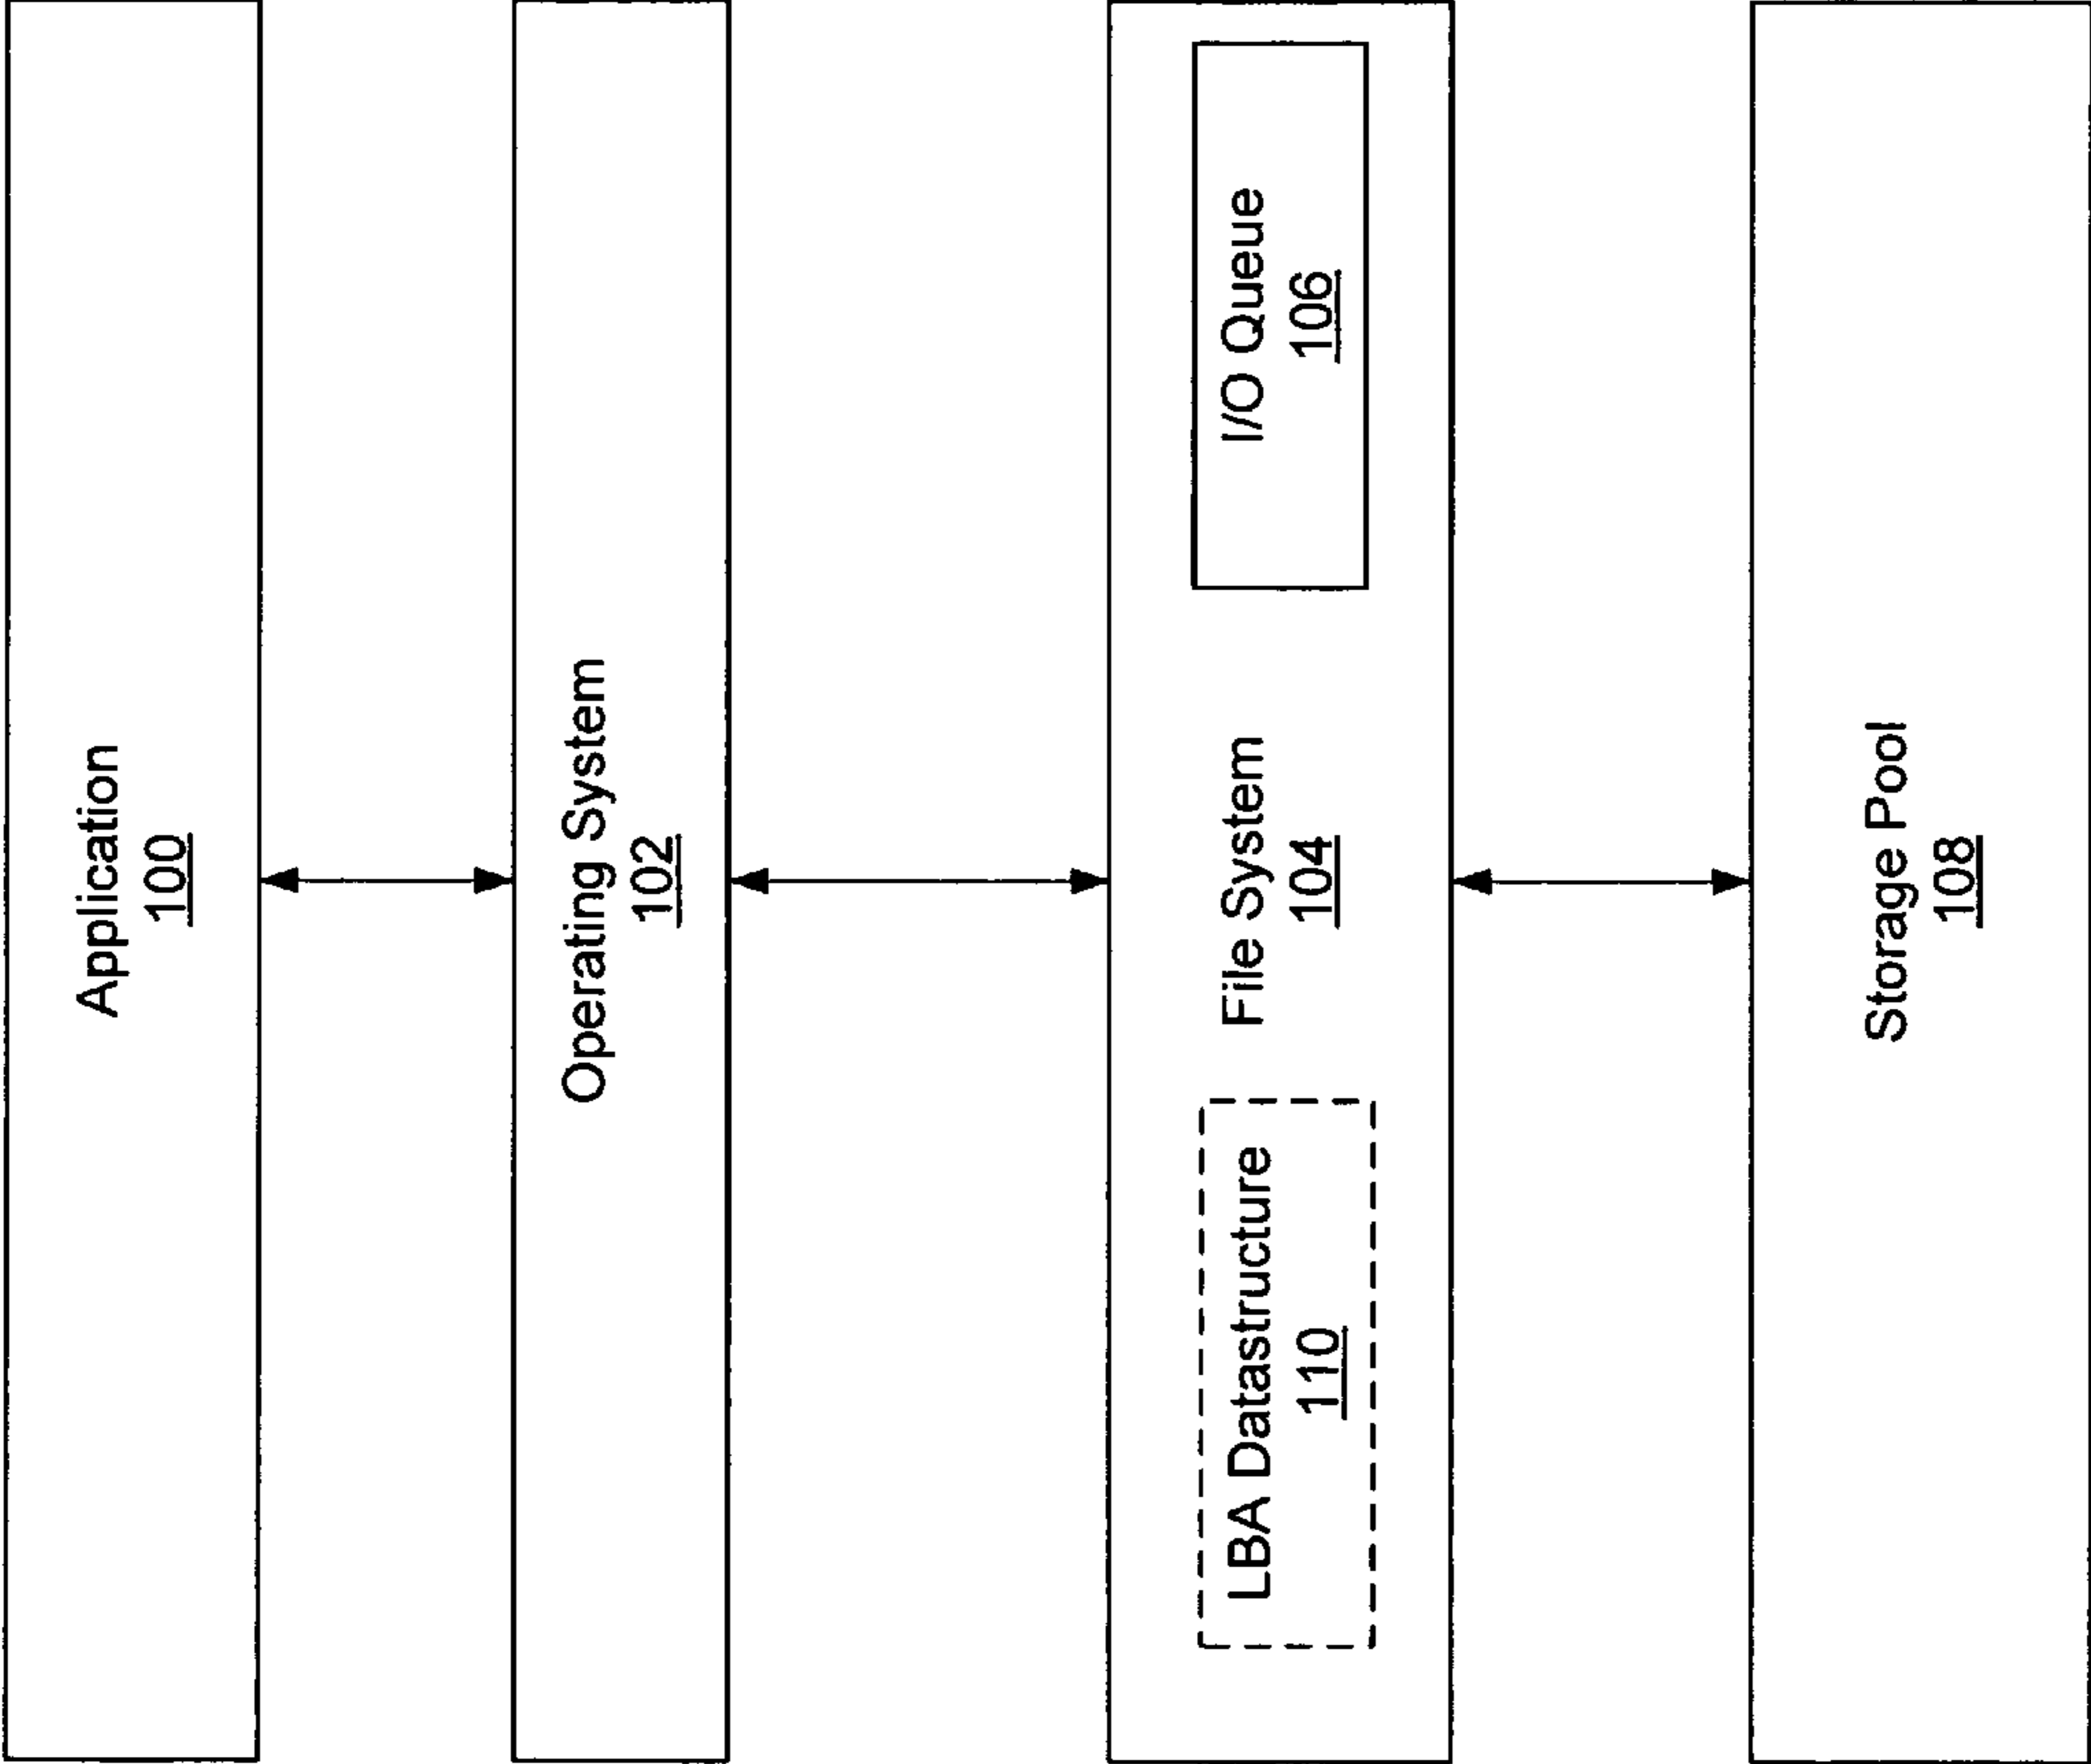 Application
100
Operating System
102
LBA Datastructure
110
File System
104
I/O Queue
106
Storage Pool
108